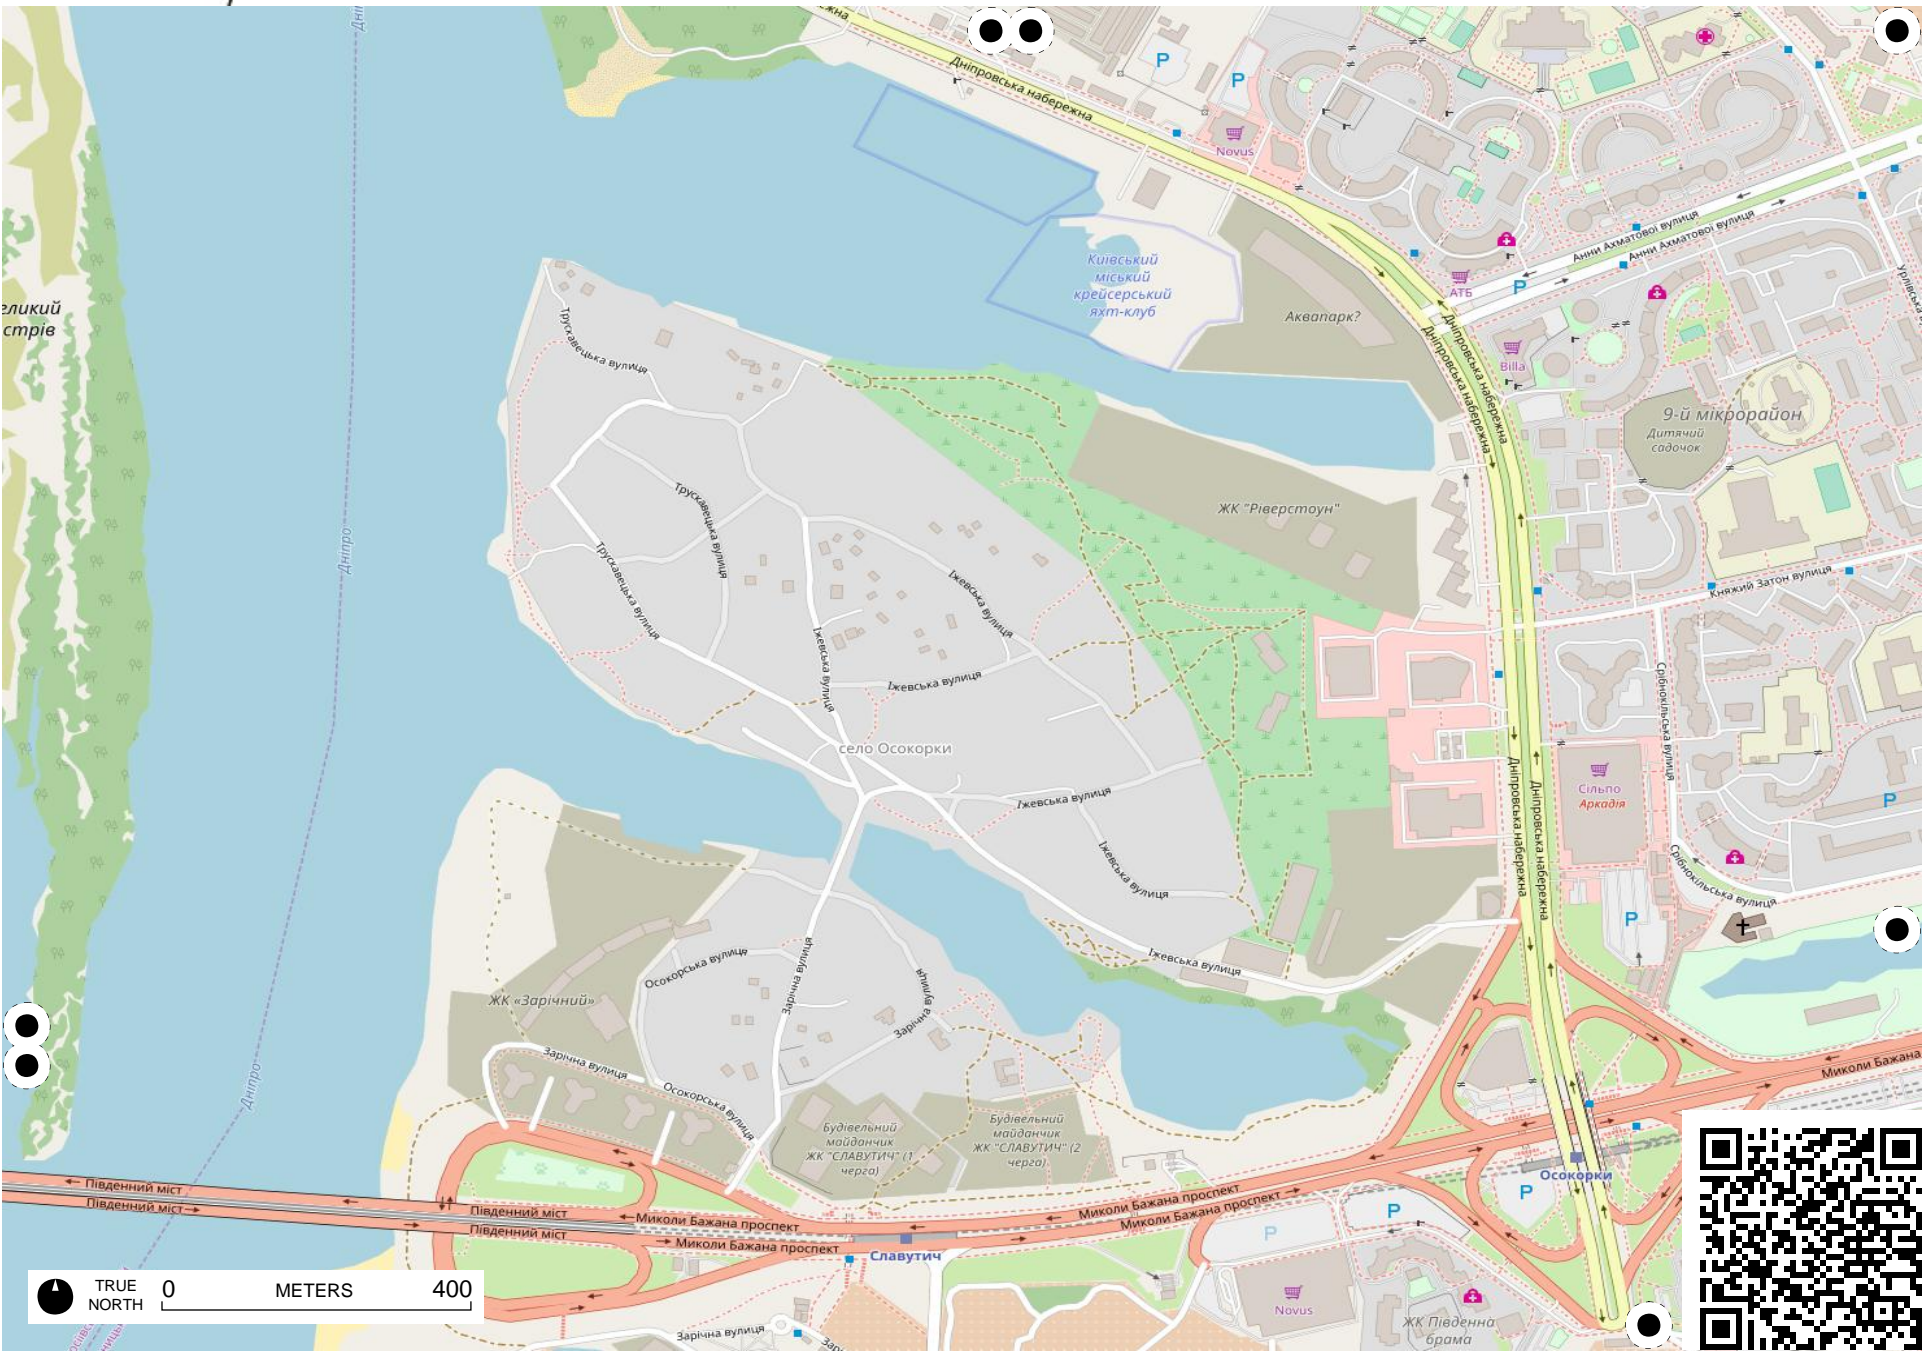 Дніпровська набережна
Novus
Київський
міський
крейсерський
яхт-клуб
Аквапарк?
Анни Ахматової вулиця
Анни Ахматової вулиця
АТБ
Billa
Дніпровська набережна
Дніпровська набережна
9-й мікрорайон
Дитячий
садочок
Трускавецька вулиця
Дніпро
Трускавецька вулиця
Трускавецька вулиця
ЖК "Ріверстоун"
Іжевська вулиця
Іжевська вулиця
Іжевська вулиця
Княжий Затон вулиця
Срібнокільська вулиця
село Осокорки
Іжевська вулиця
Іжевська вулиця
Сільпо
Аркадія
Дніпровська набережна
Дніпровська набережна
Срібнокільська вулиця
Іжевська вулиця
Осокорська вулиця
Зарічна вулиця
Зарічна вулиця
ЖК «Зарічний»
Зарічна вулиця
Осокорська вулиця
Дніпро
Будівельний
майданчик
ЖК "СЛАВУТИЧ" (1
черга)
Будівельний
майданчик
ЖК "СЛАВУТИЧ" (2
черга)
Миколи Бажана
Осокорки
Південний міст
Південний міст
Південний міст
Південний міст
Миколи Бажана проспект
Миколи Бажана проспект
Миколи Бажана проспект
Миколи Бажана проспект
Славутич
Novus
ЖК Південна
брама
Зарічна вулиця
TRUE
NORTH
0 METERS 400